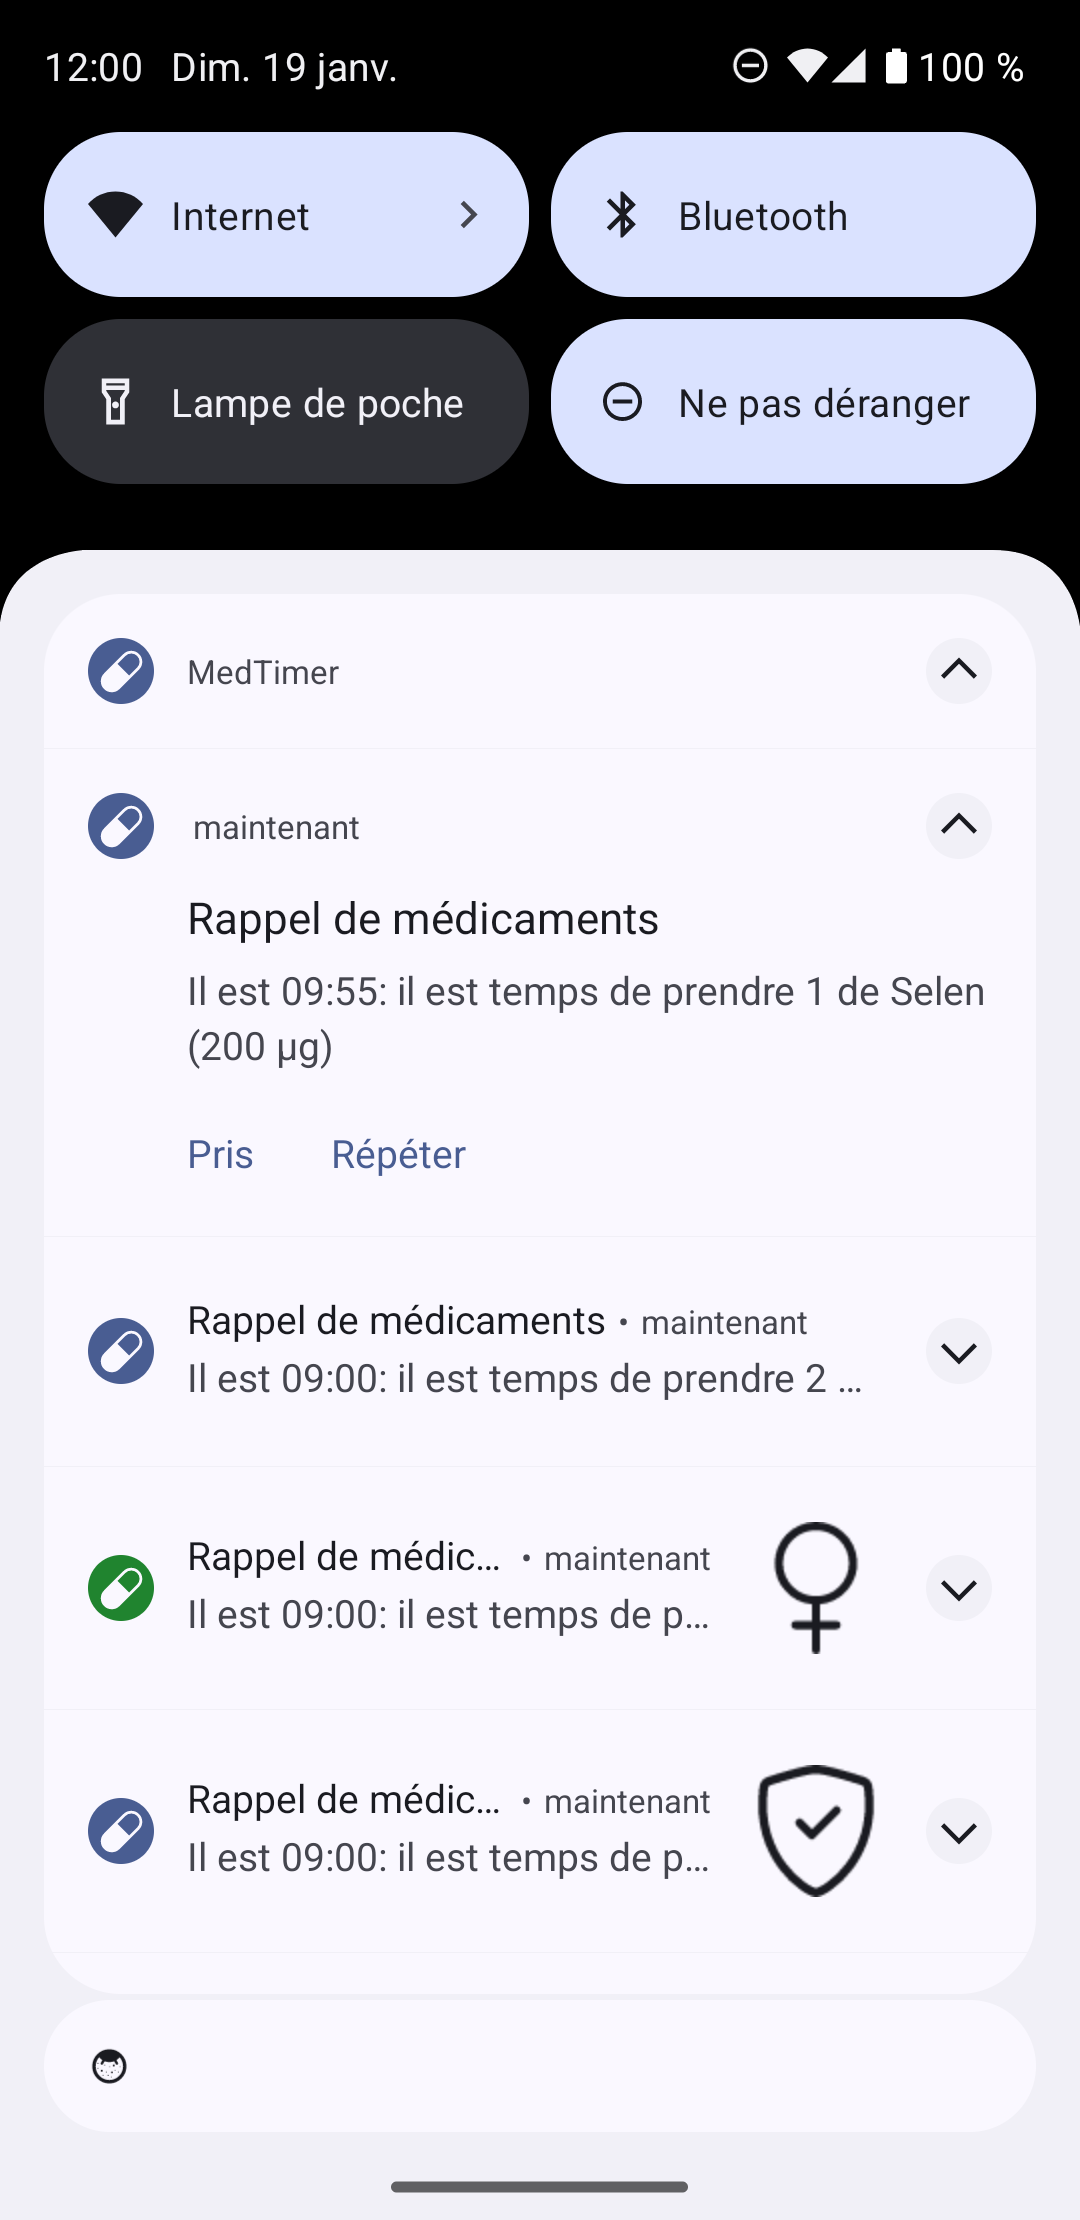 12:00 Dim. 19 janv. 100 %
Internet
Bluetooth
Lampe de poche
Ne pas déranger
MedTimer
maintenant
Rappel de médicaments
Il est 09:55: il est temps de prendre 1 de Selen
(200 µg)
Pris Répéter
Rappel de médicaments • maintenant
Il est 09:00: il est temps de prendre 2 …
Rappel de médic… • maintenant
Il est 09:00: il est temps de p…
Rappel de médic… • maintenant
Il est 09:00: il est temps de p…